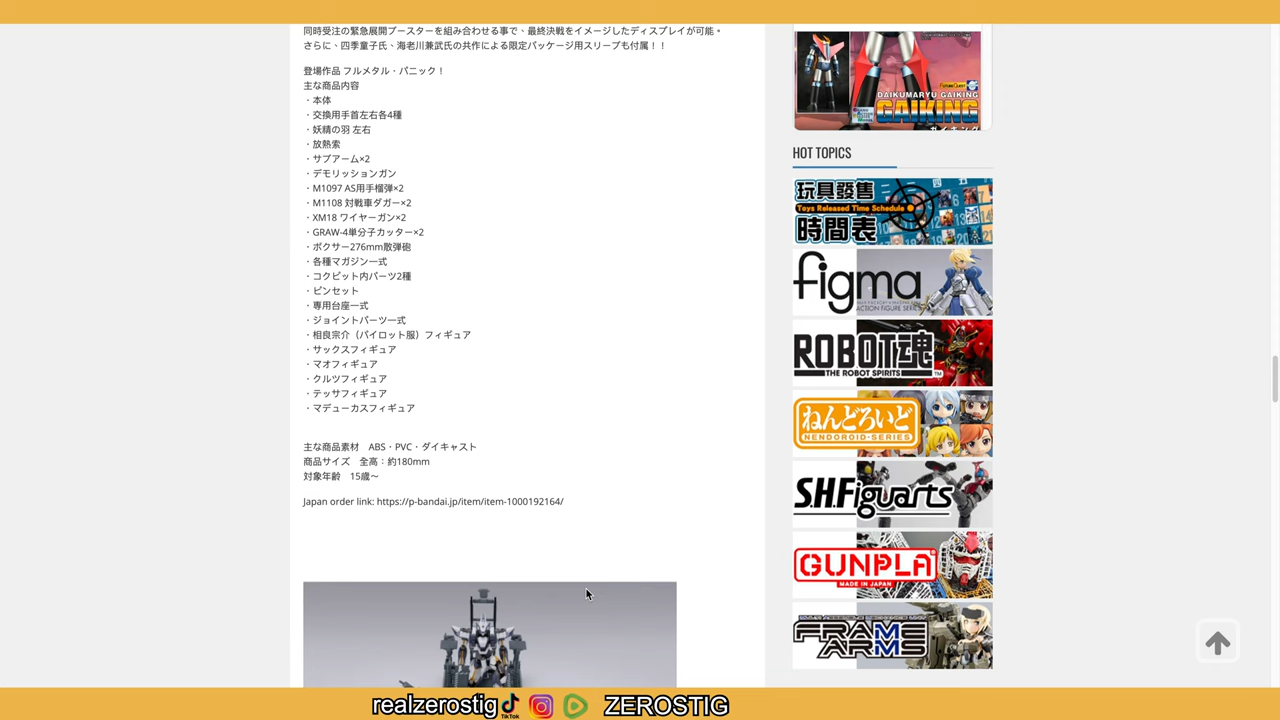 同時受注の緊急展開ブースターを組み合わせる事で、最終決戦をイメージしたディスプレイが可能。
さらに、四季童子氏、海老川兼武氏の共作による限定パッケージ用スリーブも付属！！
登場作品 フルメタル・パニック！
主な商品内容
・本体
・交換用手首左右各4種
・妖精の羽 左右
・放熱索
・サブアーム×2
・デモリッションガン
・M1097 AS用手榴弾×2
・M1108 対戦車ダガー×2
・XM18 ワイヤーガン×2
・GRAW-4単分子カッター×2
・ボクサー276mm散弾砲
・各種マガジン一式
・コクピット内パーツ2種
・ピンセット
・専用台座一式
・ジョイントパーツ一式
・相良宗介（パイロット服）フィギュア
・サックスフィギュア
・マオフィギュア
・クルツフィギュア
・テッサフィギュア
・マデューカスフィギュア
主な商品素材　ABS・PVC・ダイキャスト
商品サイズ　全高：約180mm
対象年齢　15歳～
Japan order link: https://p-bandai.jp/item/item-1000192164/
DAIKUMARYU GAIKING
GAIKING
ガイキング
HOT TOPICS
玩具發售
Toys Released Time Schedule
時間表
figma
ACTION FIGURE SERIES
ROBOT魂
THE ROBOT SPIRITS
TM
ねんどろいど
NENDOROID-SERIES
S.H.Figuarts
GUNPLA
MADE IN JAPAN
FRAME
ARMS
realzerostig
TikTok
ZEROSTIG